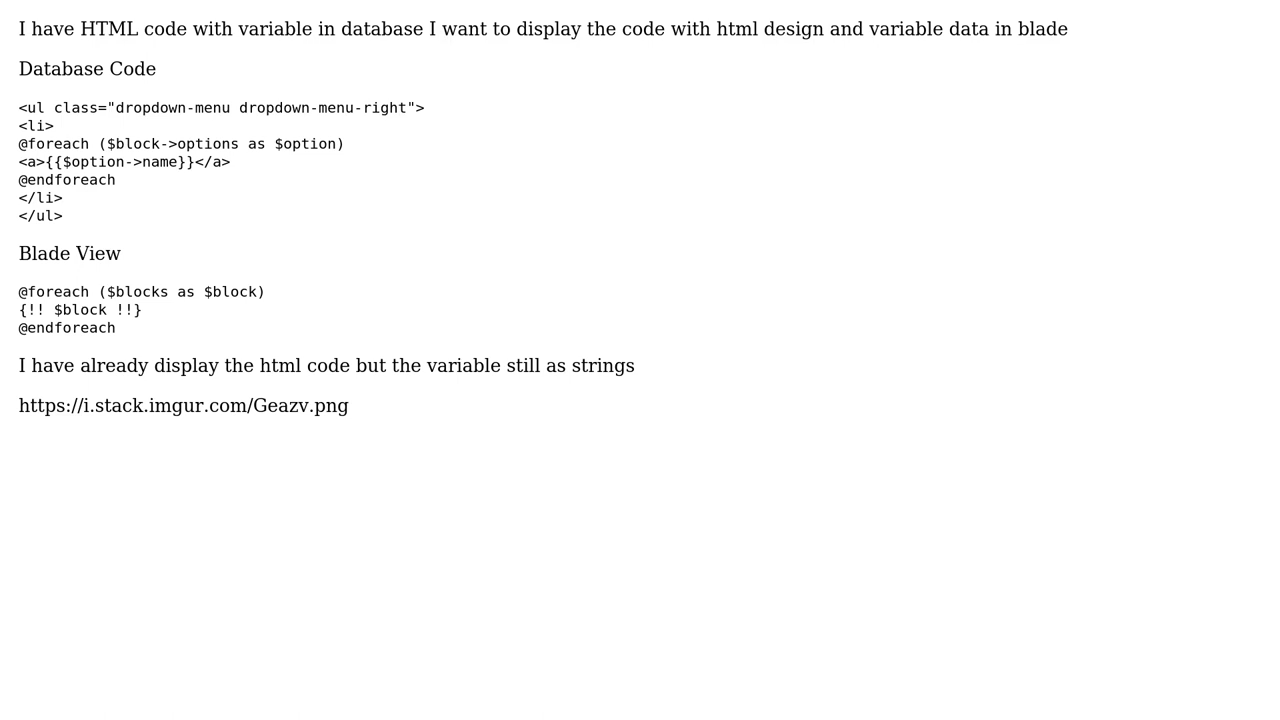 I have HTML code with variable in database I want to display the code with html design and variable data in blade
Database Code
<ul class="dropdown-menu dropdown-menu-right">
<li>
@foreach ($block->options as $option)
<a>{{$option->name}}</a>
@endforeach
</li>
</ul>
Blade View
@foreach ($blocks as $block)
{!! $block !!}
@endforeach
I have already display the html code but the variable still as strings
https://i.stack.imgur.com/Geazv.png